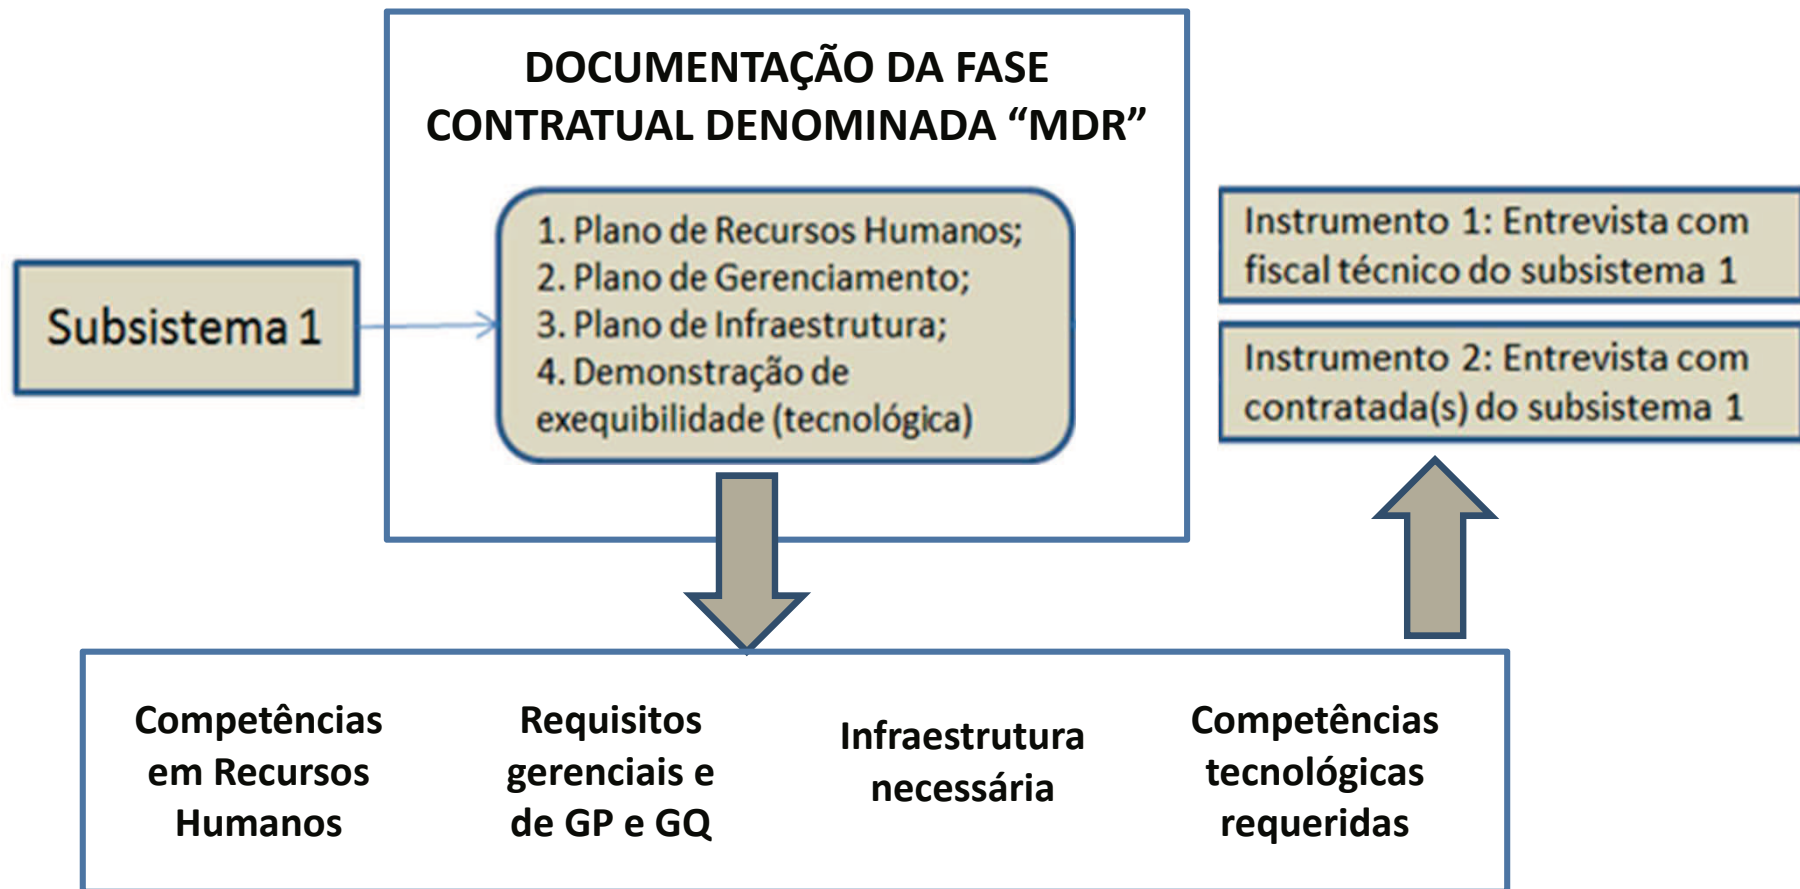 DOCUMENTAÇÃO DA FASE
CONTRATUAL DENOMINADA “MDR”
Subsistema 1
1. Plano de Recursos Humanos;
2. Plano de Gerenciamento;
3. Plano de Infraestrutura;
4. Demonstração de
exequibilidade (tecnológica)
Instrumento 1: Entrevista com
fiscal técnico do subsistema 1
Instrumento 2: Entrevista com
contratada(s) do subsistema 1
Competências
em Recursos
Humanos
Requisitos
gerenciais e
de GP e GQ
Infraestrutura
necessária
Competências
tecnológicas
requeridas